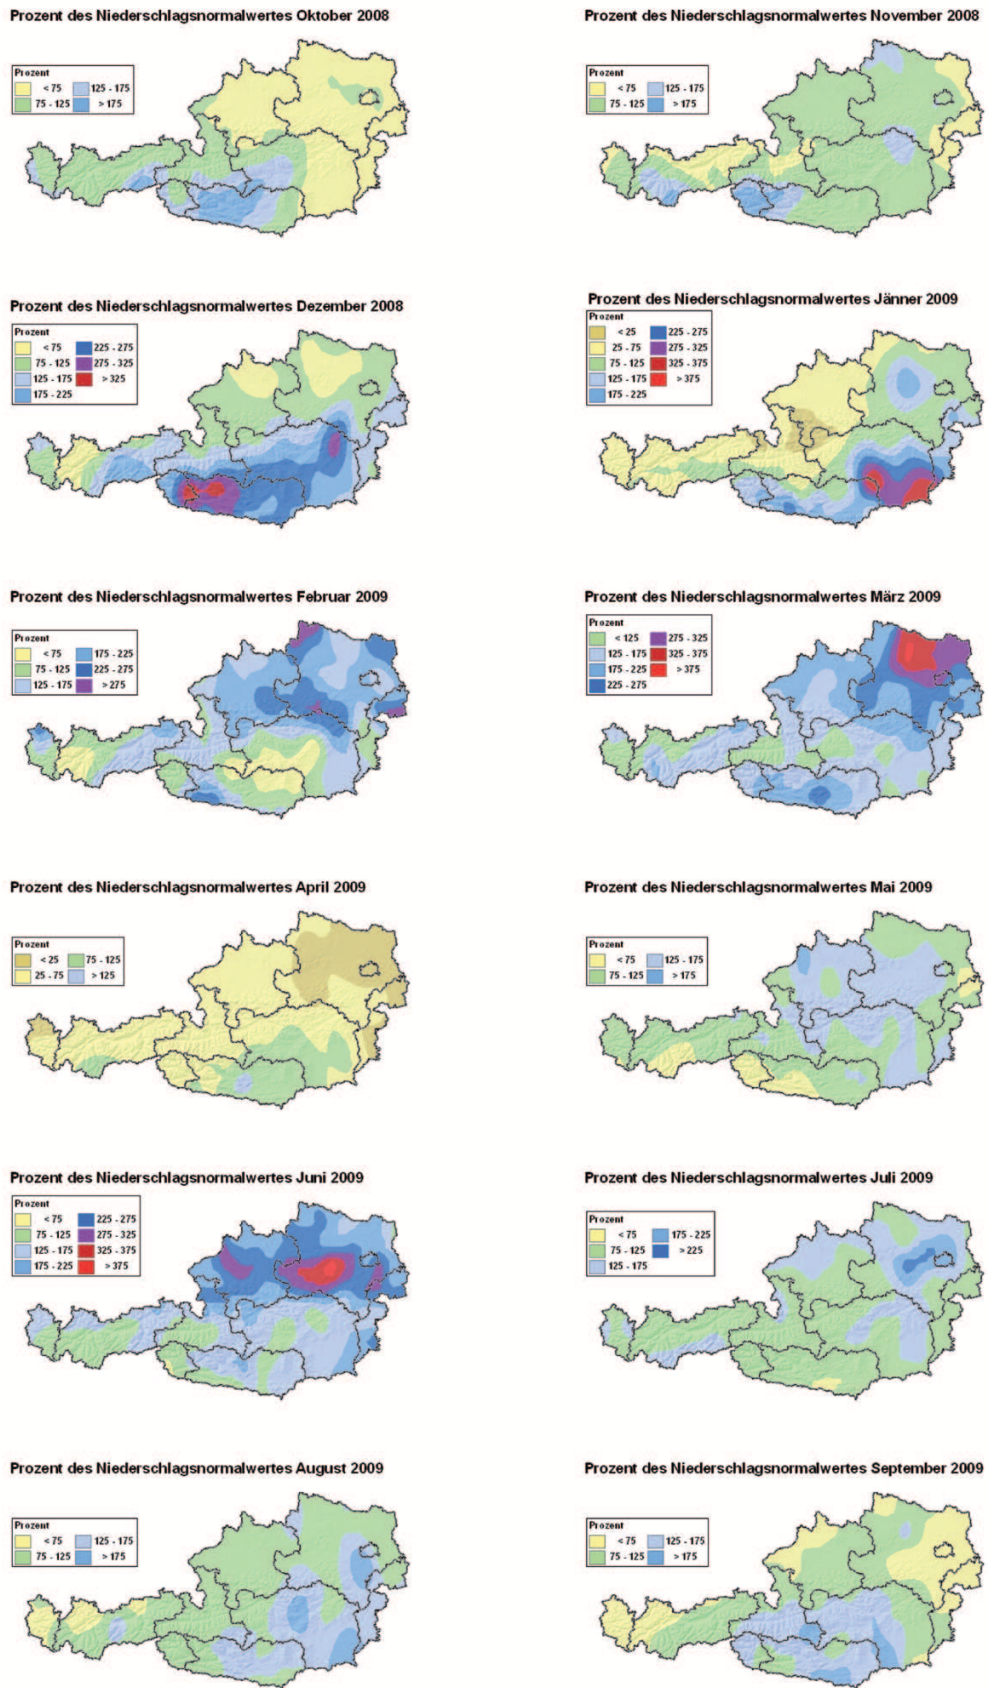 Prozent des Niederschlagsnormalwertes Oktober 2008
Prozent
< 75 125 - 175
75 - 125 > 175
Prozent des Niederschlagsnormalwertes November 2008
Prozent
< 75 125 - 175
75 - 125 > 175
Prozent des Niederschlagsnormalwertes Dezember 2008
Prozent
< 75 225 - 275
75 - 125 275 - 325
125 - 175 > 325
175 - 225
Prozent des Niederschlagsnormalwertes Jänner 2009
Prozent
< 25 225 - 275
25 - 75 275 - 325
75 - 125 325 - 375
125 - 175 > 375
175 - 225
Prozent des Niederschlagsnormalwertes Februar 2009
Prozent
< 75 175 - 225
75 - 125 225 - 275
125 - 175 > 275
Prozent des Niederschlagsnormalwertes März 2009
Prozent
< 125 275 - 325
125 - 175 325 - 375
175 - 225 > 375
225 - 275
Prozent des Niederschlagsnormalwertes April 2009
Prozent
< 25 75 - 125
25 - 75 > 125
Prozent des Niederschlagsnormalwertes Mai 2009
Prozent
< 75 125 - 175
75 - 125 > 175
Prozent des Niederschlagsnormalwertes Juni 2009
Prozent
< 75 225 - 275
75 - 125 275 - 325
125 - 175 325 - 375
175 - 225 > 375
Prozent des Niederschlagsnormalwertes Juli 2009
Prozent
< 75 175 - 225
75 - 125 > 225
125 - 175
Prozent des Niederschlagsnormalwertes August 2009
Prozent
< 75 125 - 175
75 - 125 > 175
Prozent des Niederschlagsnormalwertes September 2009
Prozent
< 75 125 - 175
75 - 125 > 175